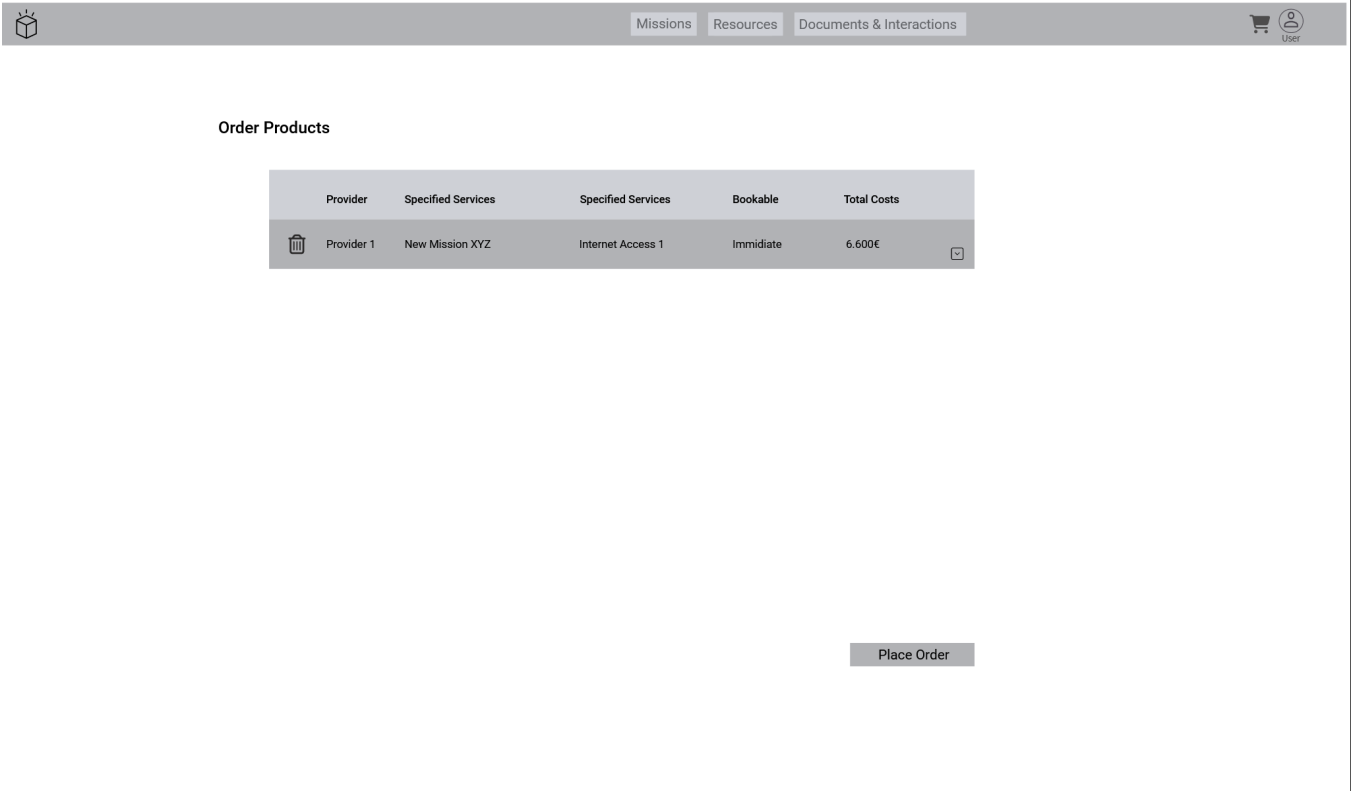 Missions Resources Documents & Interactions
User
Order Products
Provider Specified Services Specified Services Bookable Total Costs
Provider 1 New Mission XYZ Internet Access 1 Immidiate 6.600€
Place Order